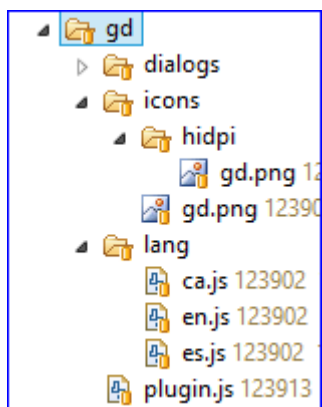 gd
dialogs
icons
hidpi
gd.png 12
gd.png 12390
lang
ca.js 123902
en.js 123902
es.js 123902
plugin.js 123913